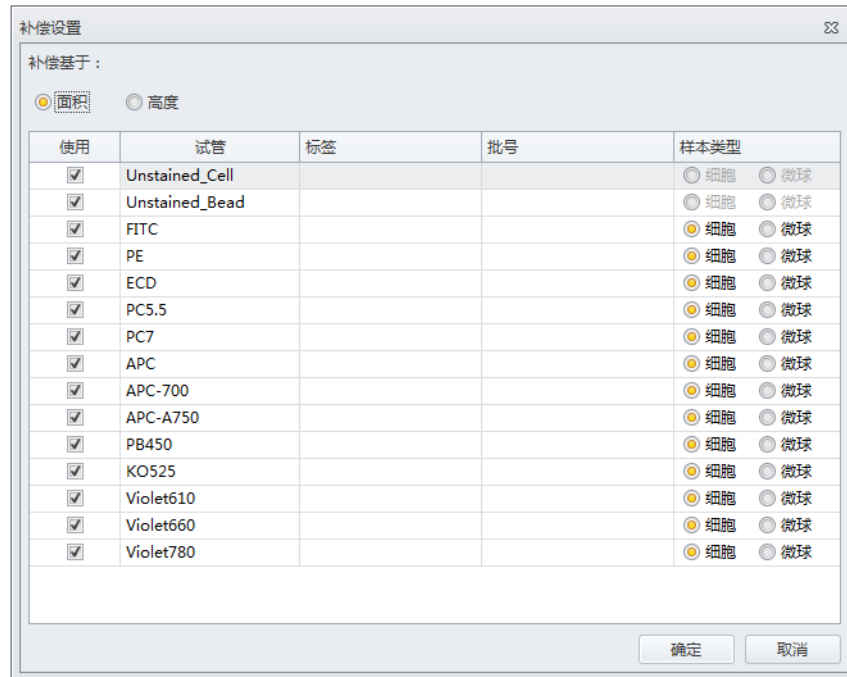 补偿设置
补偿基于：
面积 高度
使用 试管 标签 批号 样本类型
Unstained_Cell 细胞 微球
Unstained_Bead 细胞 微球
FITC 细胞 微球
PE 细胞 微球
ECD 细胞 微球
PC5.5 细胞 微球
PC7 细胞 微球
APC 细胞 微球
APC-700 细胞 微球
APC-A750 细胞 微球
PB450 细胞 微球
KO525 细胞 微球
Violet610 细胞 微球
Violet660 细胞 微球
Violet780 细胞 微球
确定 取消